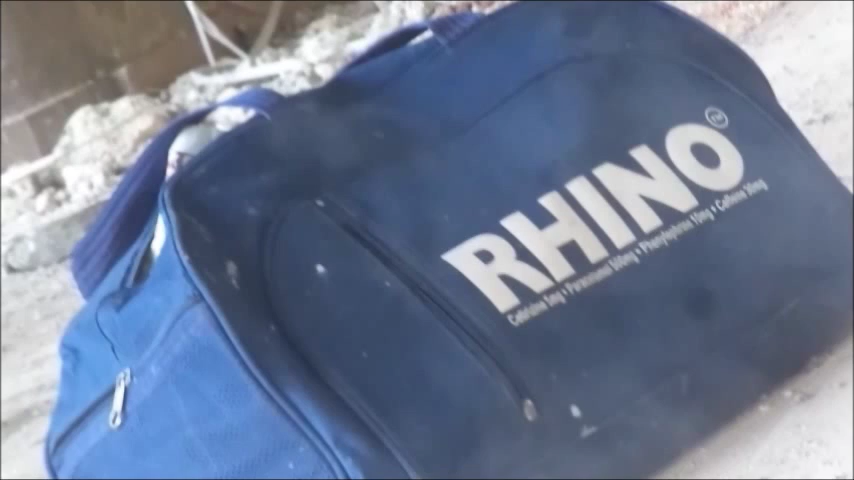 RHINO™
Cetirizine 5mg • Paracetamol 500mg • Phenylephrine 10mg • Caffeine 30mg